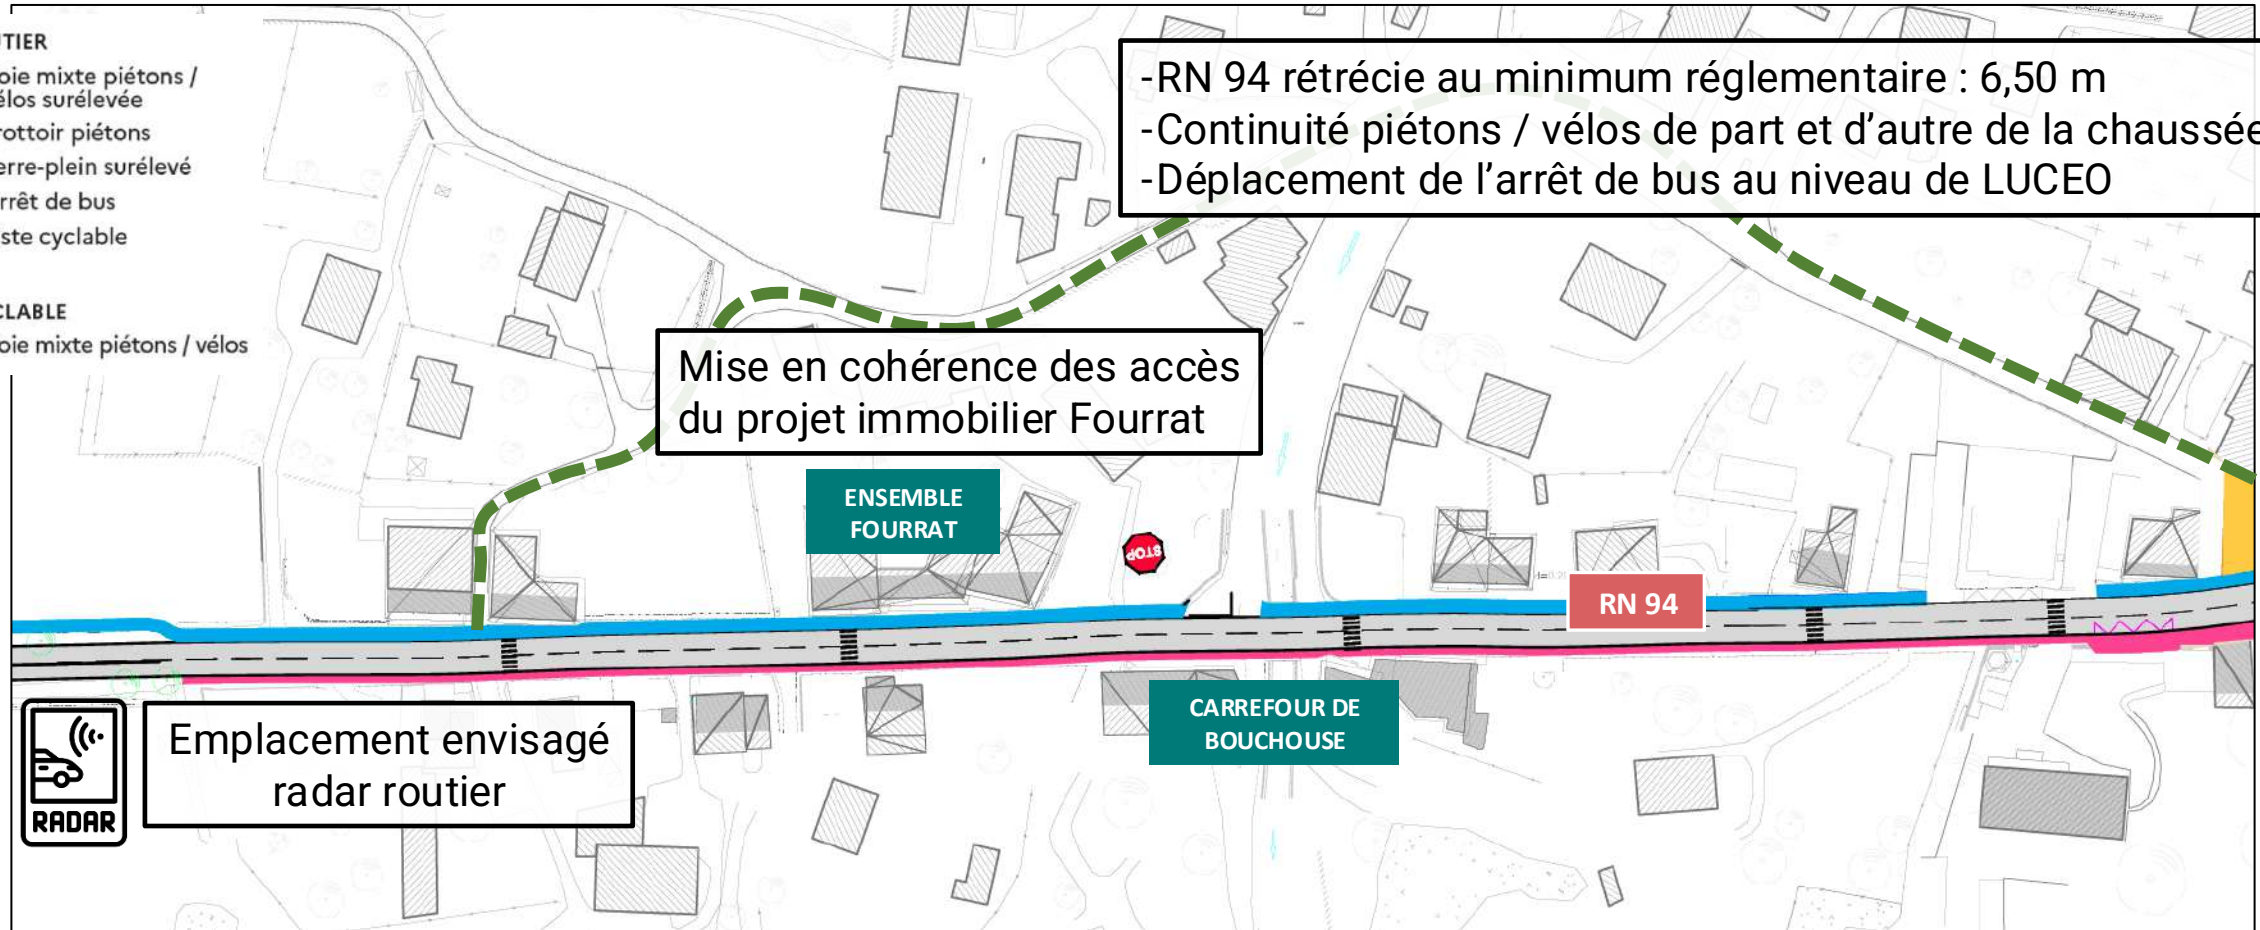 UTIER
oie mixte piétons /
élos surélevée
rottoir piétons
erre-plein surélevé
rrêt de bus
ste cyclable
CLABLE
oie mixte piétons / vélos
-RN 94 rétrécie au minimum réglementaire : 6,50 m
-Continuité piétons / vélos de part et d'autre de la chaussée
-Déplacement de l'arrêt de bus au niveau de LUCEO
Mise en cohérence des accès
du projet immobilier Fourrat
ENSEMBLE
FOURRAT
STOP
RN 94
CARREFOUR DE
BOUCHOUSE
Emplacement envisagé
radar routier
RADAR